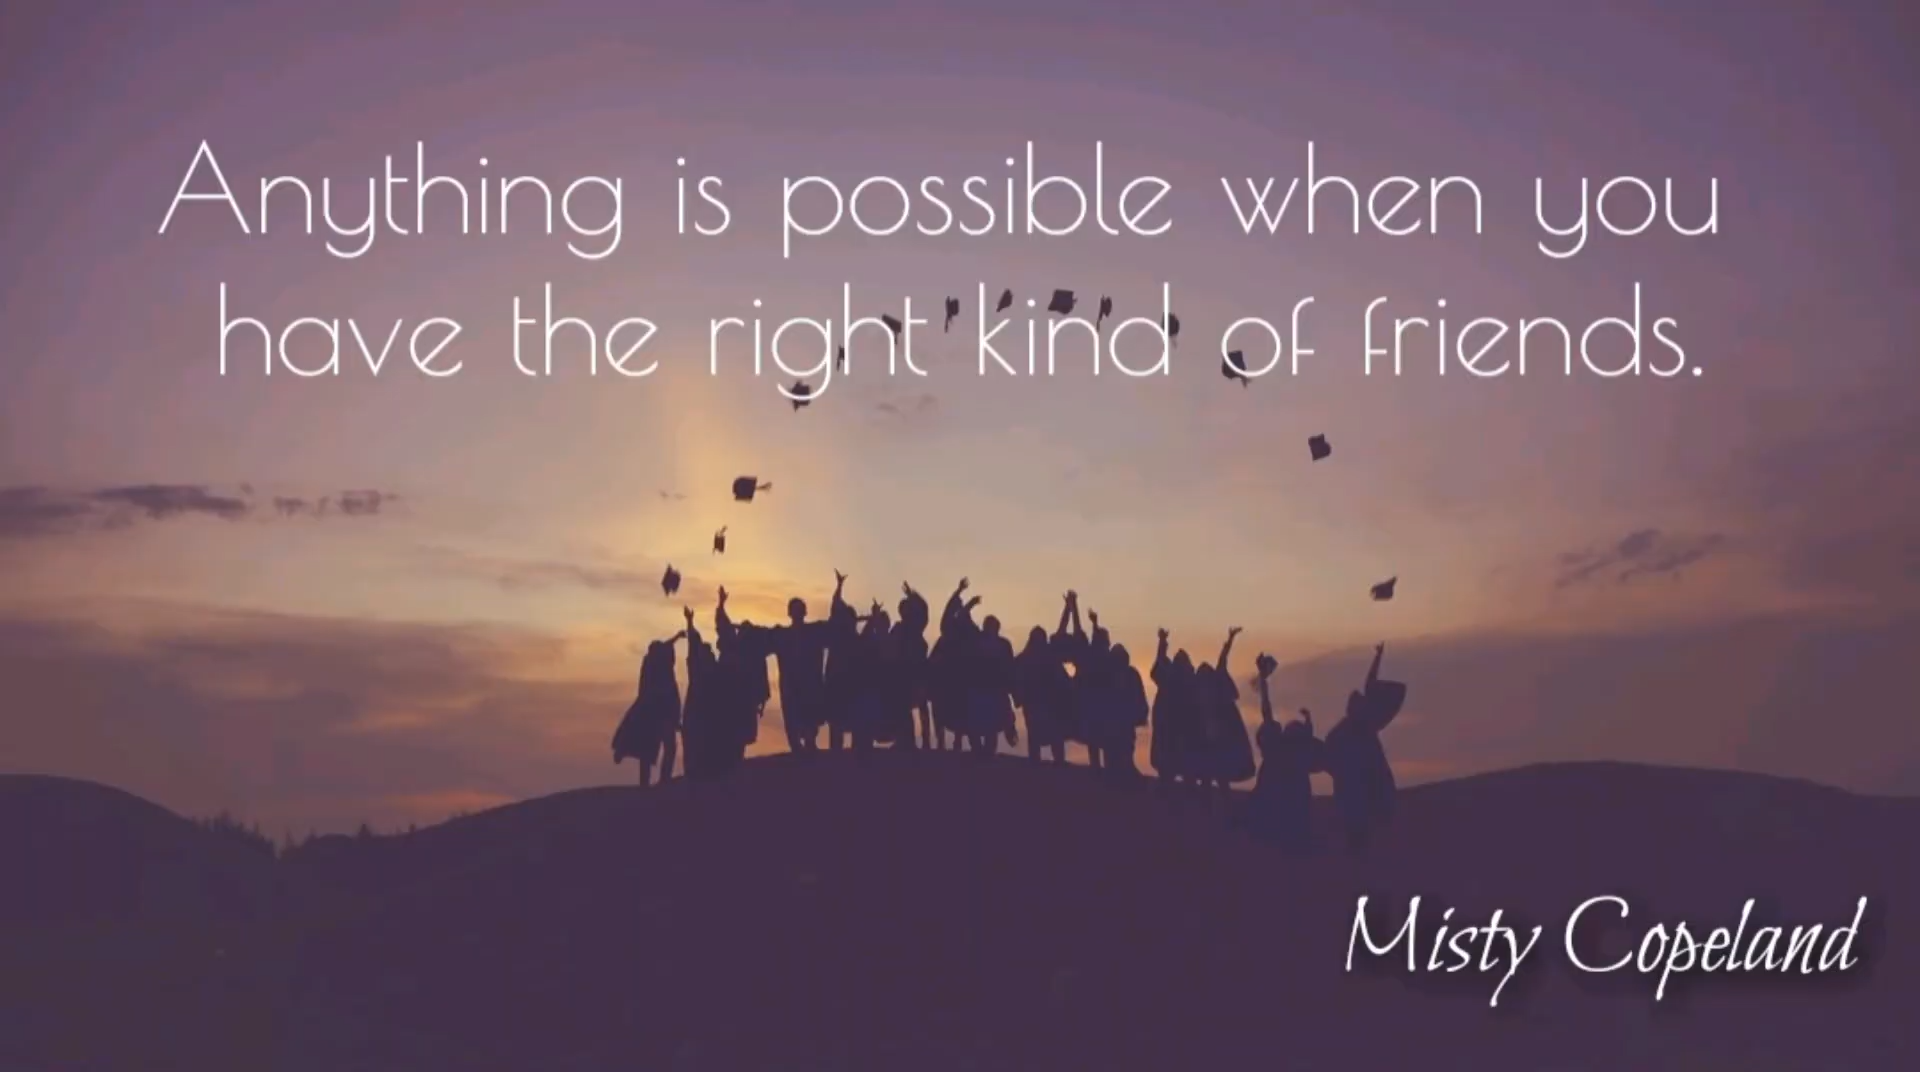 Anything is possible when you
have the right kind of friends.
Misty Copeland